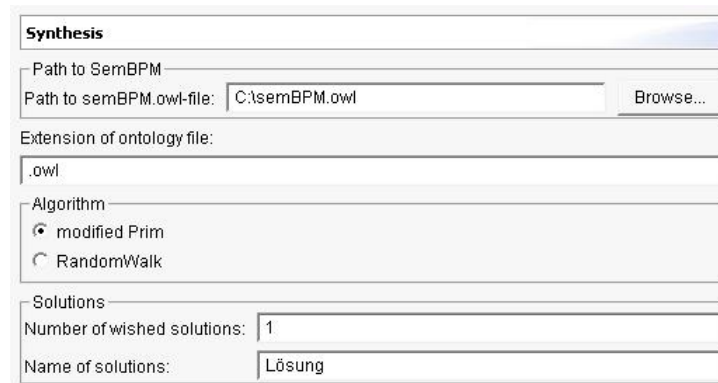 Synthesis
Path to SemBPM
Path to semBPM.owl-file: C:\semBPM.owl Browse...
Extension of ontology file:
.owl
Algorithm
modified Prim
RandomWalk
Solutions
Number of wished solutions: 1
Name of solutions: Lösung